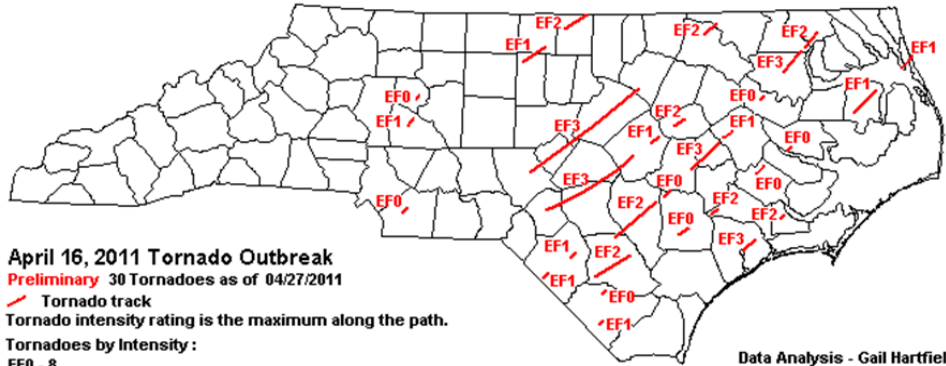 EF2
EF2
EF2
EF1
EF1
EF3
EF0
EF0
EF1
EF1
EF3
EF2
EF1
EF1
EF0
EF3
EF3
EF0
EF0
EF0
EF2
EF2
EF0
EF2
EF1
EF2
EF3
EF1
EF0
EF1
April 16, 2011 Tornado Outbreak
Preliminary 30 Tornadoes as of 04/27/2011
Tornado track
Tornado intensity rating is the maximum along the path.
Tornadoes by Intensity :
EF0 - 8
Data Analysis - Gail Hartfiel